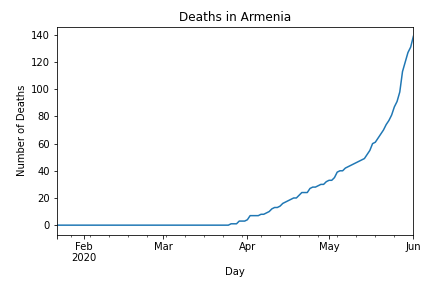 Deaths in Armenia
140
120
100
80
60
40
20
0
Number of Deaths
Feb
2020
Mar
Apr
May
Jun
Day